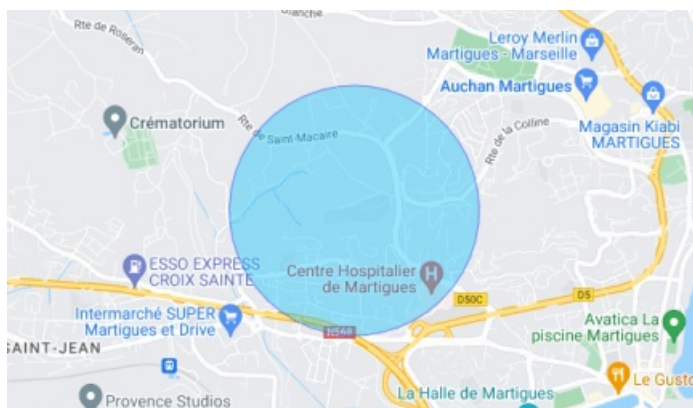 Rte de Rosseran
Leroy Merlin
Martigues - Marseille
Auchan Martigues
Crématorium
Rte de Saint-Macaire
Rte de la Colline
Magasin Kiabi
MARTIGUES
ESSO EXPRESS
CROIX SAINTE
Centre Hospitalier
de Martigues
D50C
D5
Intermarché SUPER
Martigues et Drive
N568
Avatica La
piscine Martigues
SAINT-JEAN
Le Gusto
Provence Studios
La Halle de Martigues